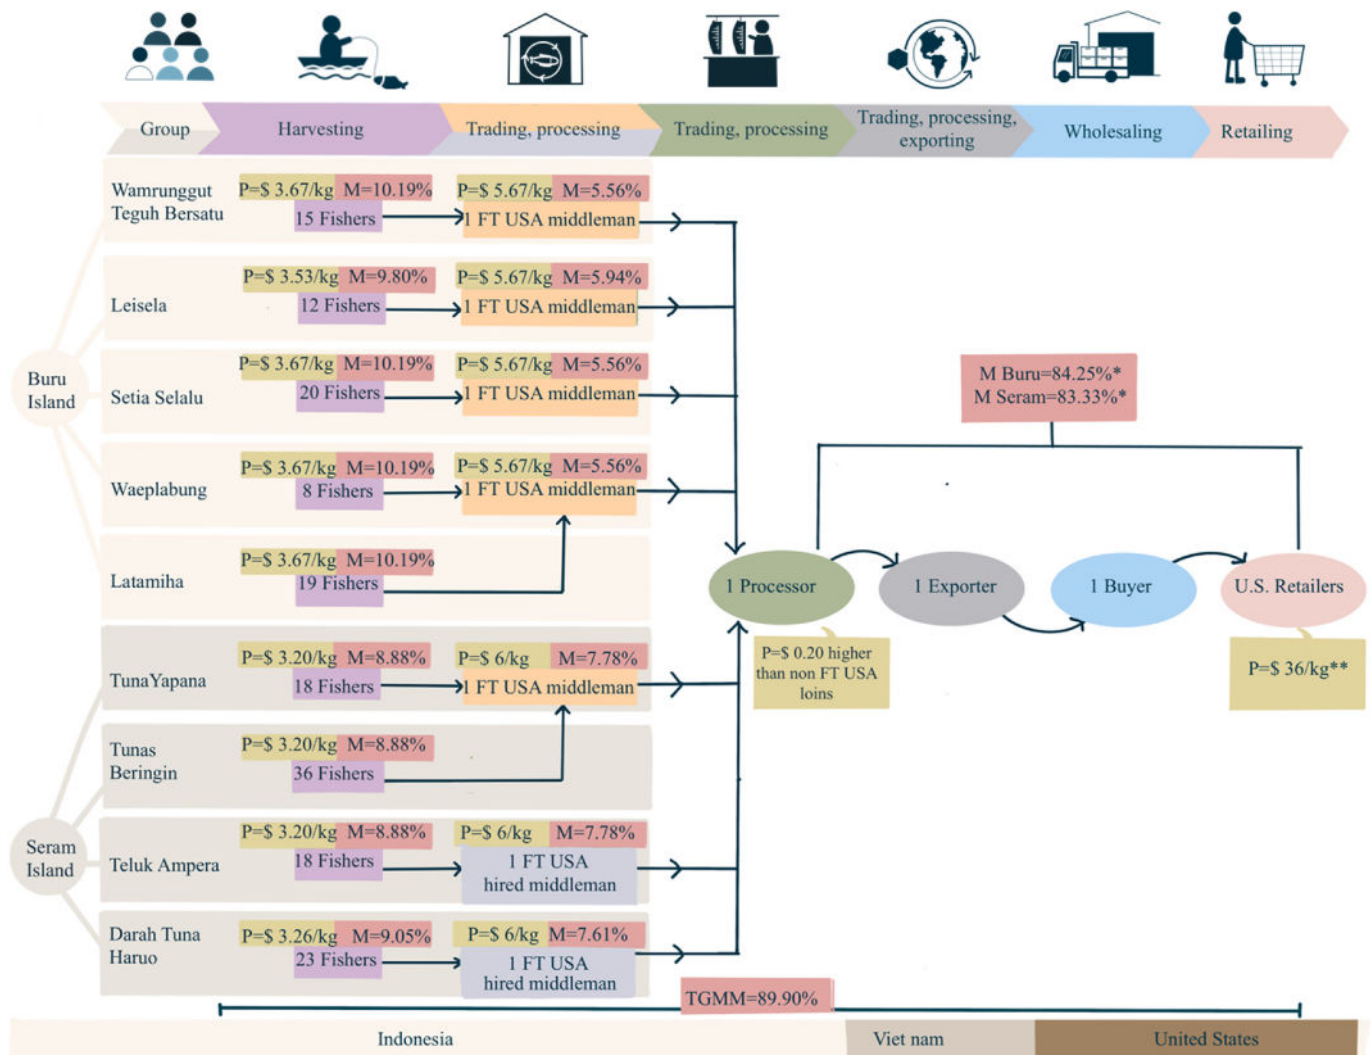 Group
Harvesting
Trading, processing
Trading, processing
Trading, processing,
exporting
Wholesaling
Retailing
Buru
Island
Wamrunggut
Teguh Bersatu
P=$ 3.67/kg M=10.19%
15 Fishers
P=$ 5.67/kg M=5.56%
1 FT USA middleman
Leisela
P=$ 3.53/kg M=9.80%
12 Fishers
P=$ 5.67/kg M=5.94%
1 FT USA middleman
Setia Selalu
P=$ 3.67/kg M=10.19%
20 Fishers
P=$ 5.67/kg M=5.56%
1 FT USA middleman
Waeplabung
P=$ 3.67/kg M=10.19%
8 Fishers
P=$ 5.67/kg M=5.56%
1 FT USA middleman
Latamiha
P=$ 3.67/kg M=10.19%
19 Fishers
Seram
Island
TunaYapana
P=$ 3.20/kg M=8.88%
18 Fishers
P=$ 6/kg M=7.78%
1 FT USA middleman
Tunas
Beringin
P=$ 3.20/kg M=8.88%
36 Fishers
Teluk Ampera
P=$ 3.20/kg M=8.88%
18 Fishers
P=$ 6/kg M=7.78%
1 FT USA
hired middleman
Darah Tuna
Haruo
P=$ 3.26/kg M=9.05%
23 Fishers
P=$ 6/kg M=7.61%
1 FT USA
hired middleman
M Buru=84.25%*
M Seram=83.33%*
1 Processor
1 Exporter
1 Buyer
U.S. Retailers
P=$ 0.20 higher
than non FT USA
loins
P=$ 36/kg**
TGMM=89.90%
Indonesia
Viet nam
United States